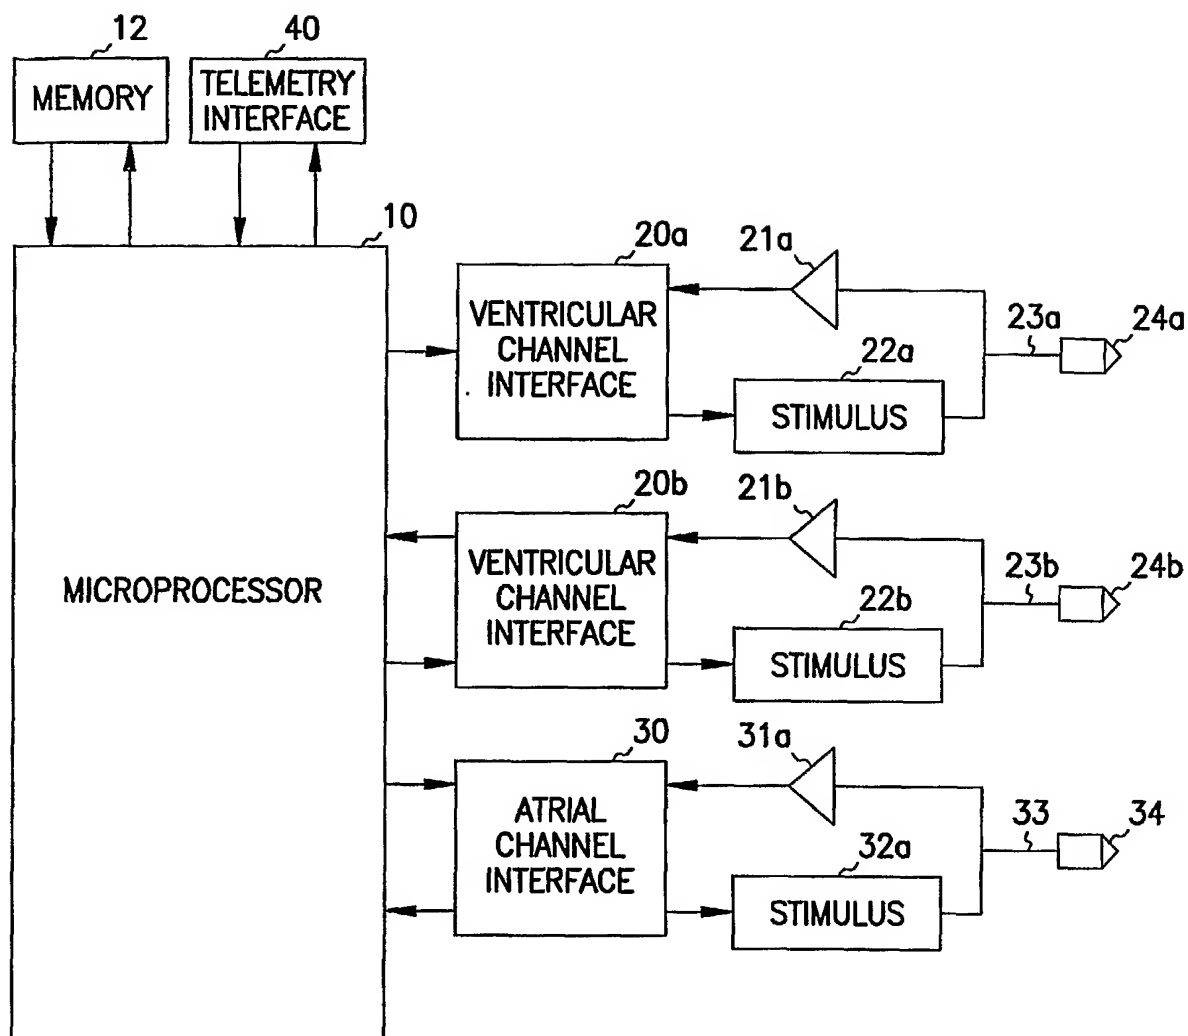 12
40
MEMORY
TELEMETRY
INTERFACE
10
MICROPROCESSOR
20a
VENTRICULAR
CHANNEL
INTERFACE
21a
22a
STIMULUS
23a
24a
20b
VENTRICULAR
CHANNEL
INTERFACE
21b
22b
STIMULUS
23b
24b
30
ATRIAL
CHANNEL
INTERFACE
31a
32a
STIMULUS
33
34